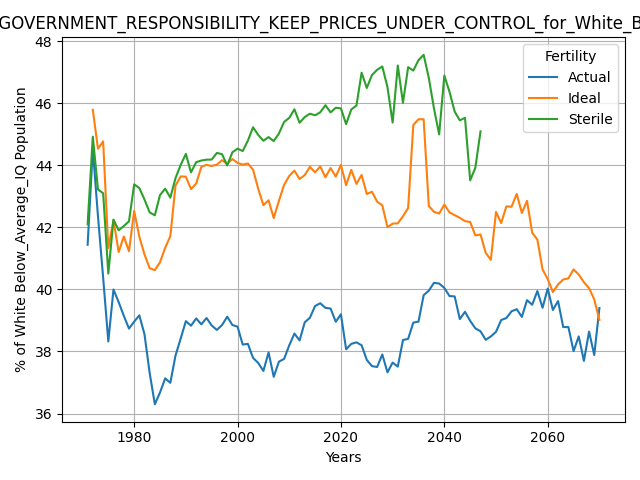 GOVERNMENT_RESPONSIBILITY_KEEP_PRICES_UNDER_CONTROL_for_White_B
48
46
44
42
40
38
36
% of White Below_Average_IQ Population
Fertility
Actual
Ideal
Sterile
1980
2000
2020
2040
2060
Years